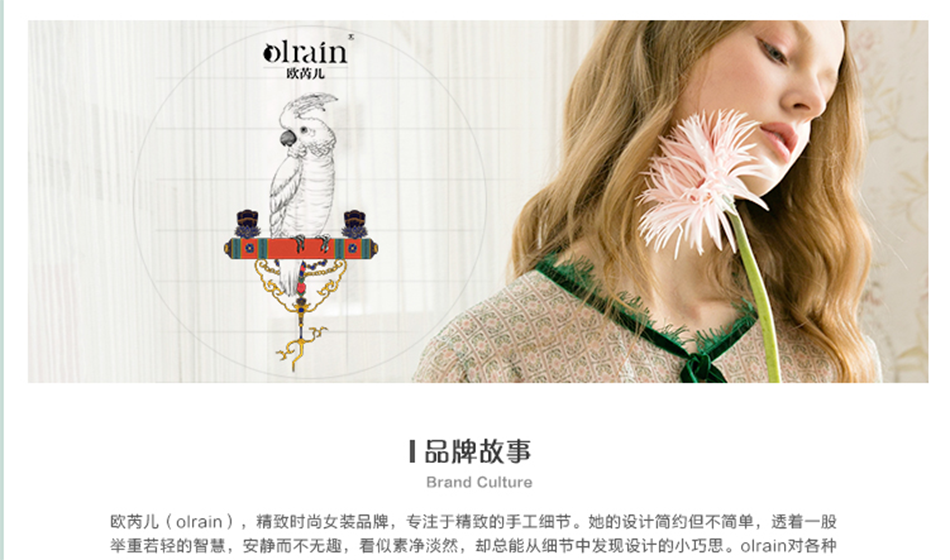 olrain
欧芮儿
品牌故事
Brand Culture
欧芮儿（olrain），精致时尚女装品牌，专注于精致的手工细节。她的设计简约但不简单，透着一股
举重若轻的智慧，安静而不无趣，看似素净淡然，却总能从细节中发现设计的小巧思。olrain对各种